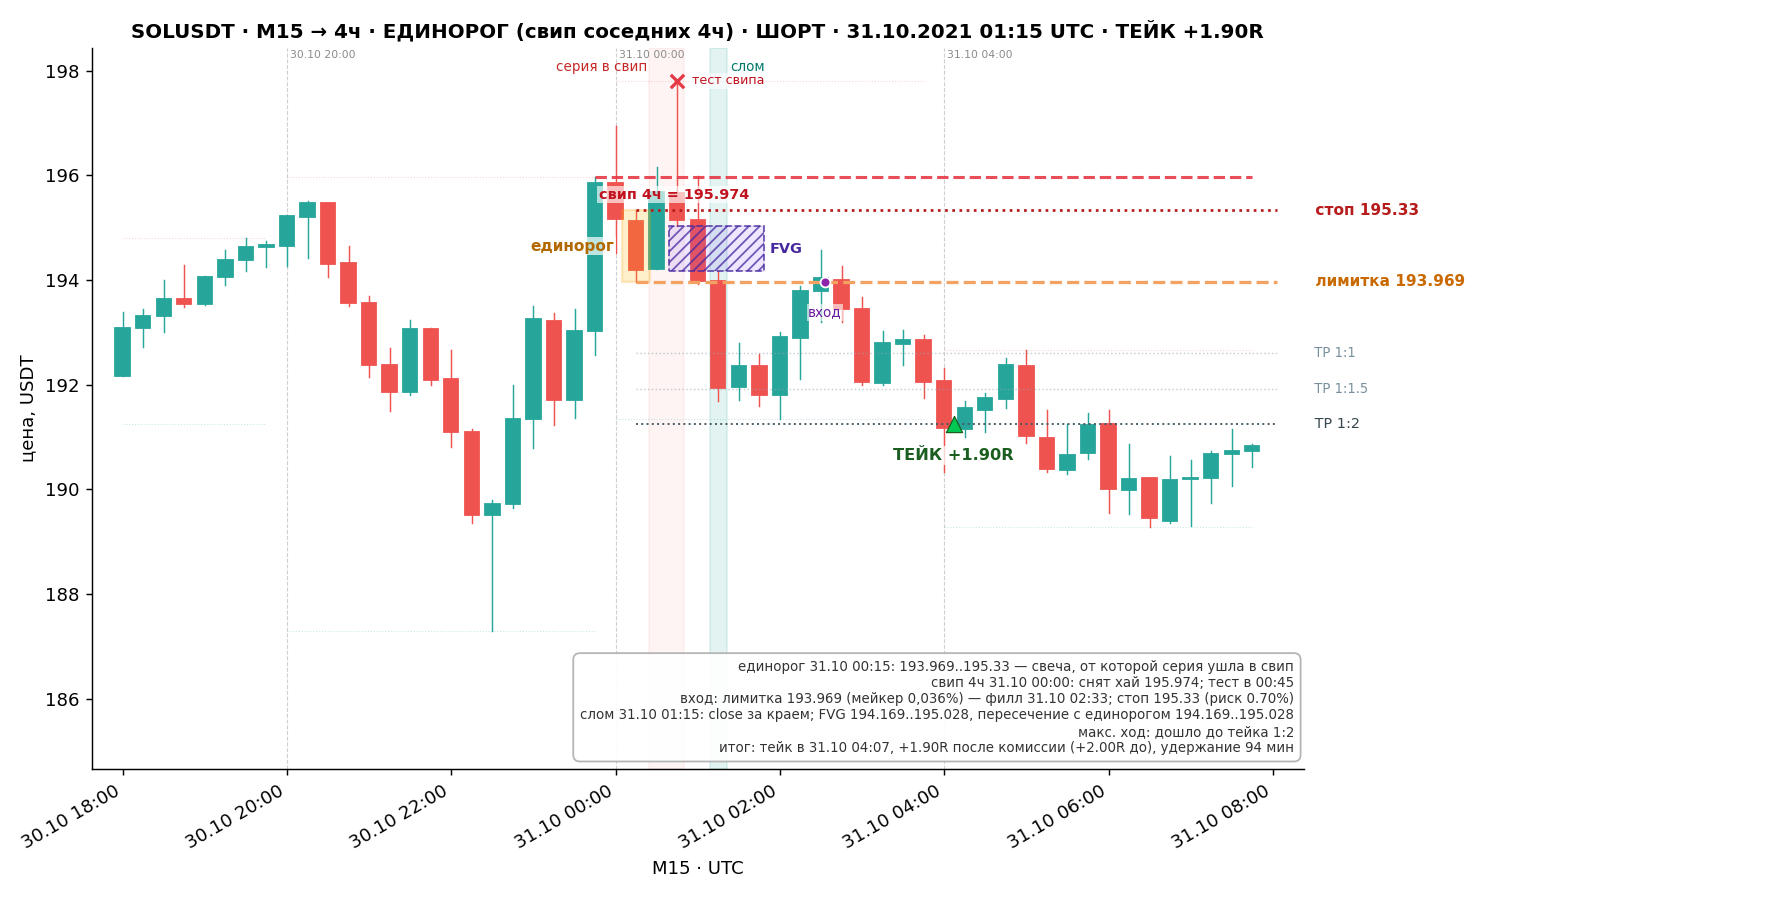 SOLUSDT · M15 → 4ч · ЕДИНОРОГ (свип соседних 4ч) · ШОРТ · 31.10.2021 01:15 UTC · ТЕЙК +1.90R
30.10 20:00
31.10 00:00
31.10 04:00
серия в свип
слом
тест свипа
свип 4ч = 195.974
единорог
FVG
вход
ТЕЙК +1.90R
стоп 195.33
лимитка 193.969
TP 1:1
TP 1:1.5
TP 1:2
198
196
194
192
190
188
186
цена, USDT
единорог 31.10 00:15: 193.969..195.33 — свеча, от которой серия ушла в свип
свип 4ч 31.10 00:00: снят хай 195.974; тест в 00:45
вход: лимитка 193.969 (мейкер 0,036%) — филл 31.10 02:33; стоп 195.33 (риск 0.70%)
слом 31.10 01:15: close за краем; FVG 194.169..195.028, пересечение с единорогом 194.169..195.028
макс. ход: дошло до тейка 1:2
итог: тейк в 31.10 04:07, +1.90R после комиссии (+2.00R до), удержание 94 мин
30.10 18:00
30.10 20:00
30.10 22:00
31.10 00:00
31.10 02:00
31.10 04:00
31.10 06:00
31.10 08:00
M15 · UTC